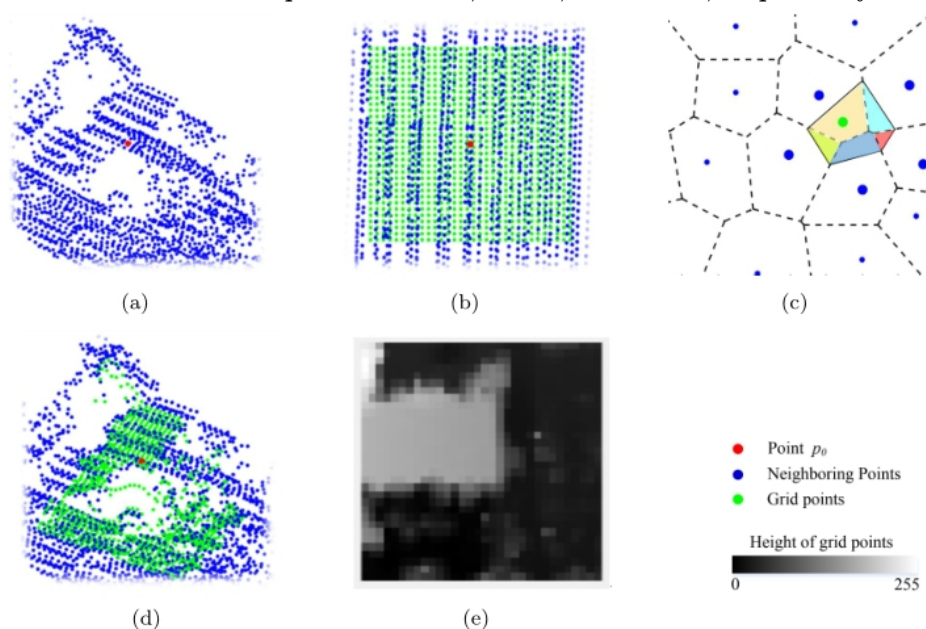 (a)
(b)
(c)
Point p₀
Neighboring Points
Grid points
Height of grid points
0 255
(d)
(e)